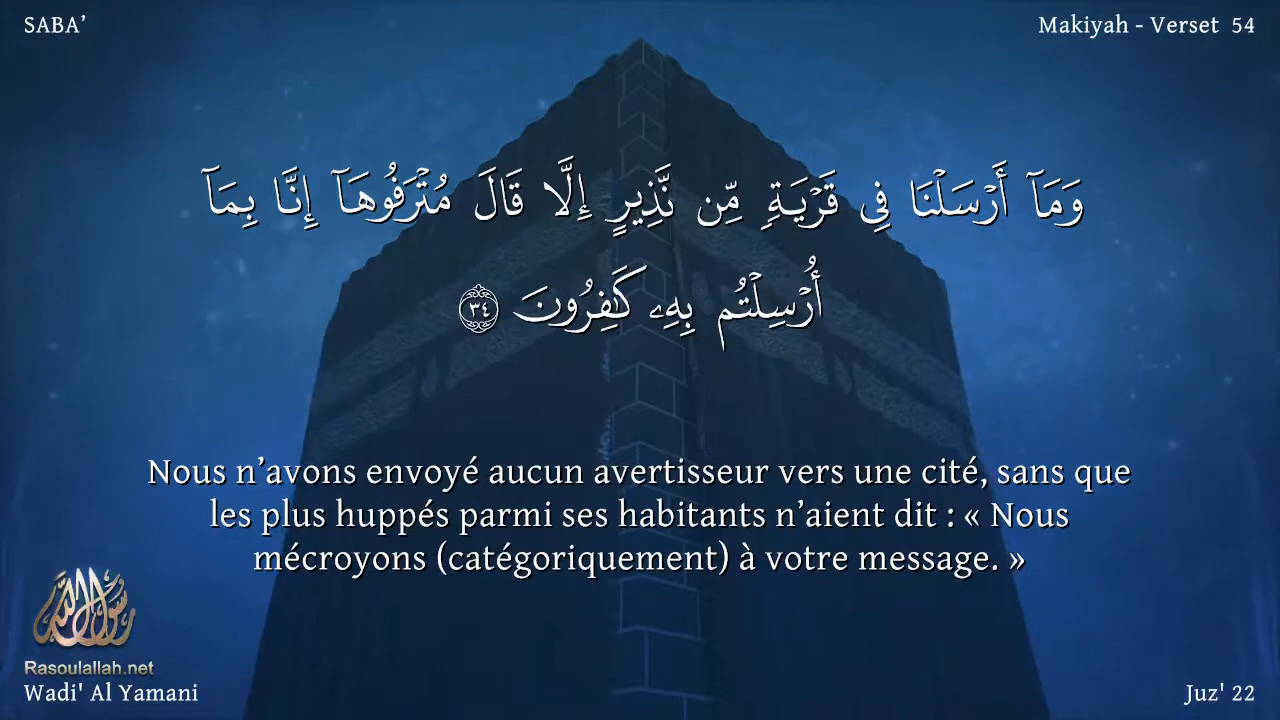 SABA’
Makiyah - Verset 54
وَمَآ أَرْسَلْنَا فِى قَرْيَةٍ مِّن نَّذِيرٍ إِلَّا قَالَ مُتْرَفُوهَآ إِنَّا بِمَآ
أُرْسِلْتُم بِهِۦ كَـٰفِرُونَ ٣٤
Nous n’avons envoyé aucun avertisseur vers une cité, sans que
les plus huppés parmi ses habitants n’aient dit : « Nous
mécroyons (catégoriquement) à votre message. »
رسول الله
Rasoulallah.net
Wadi' Al Yamani
Juz' 22